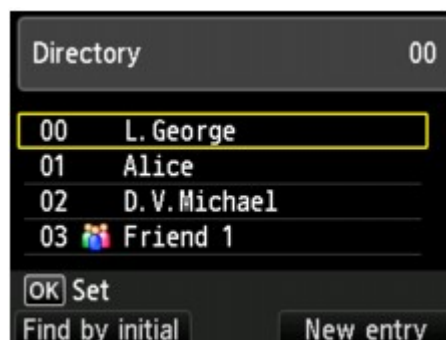 Directory 00
00 L.George
01 Alice
02 D.V.Michael
03 Friend 1
OK Set
Find by initial New entry